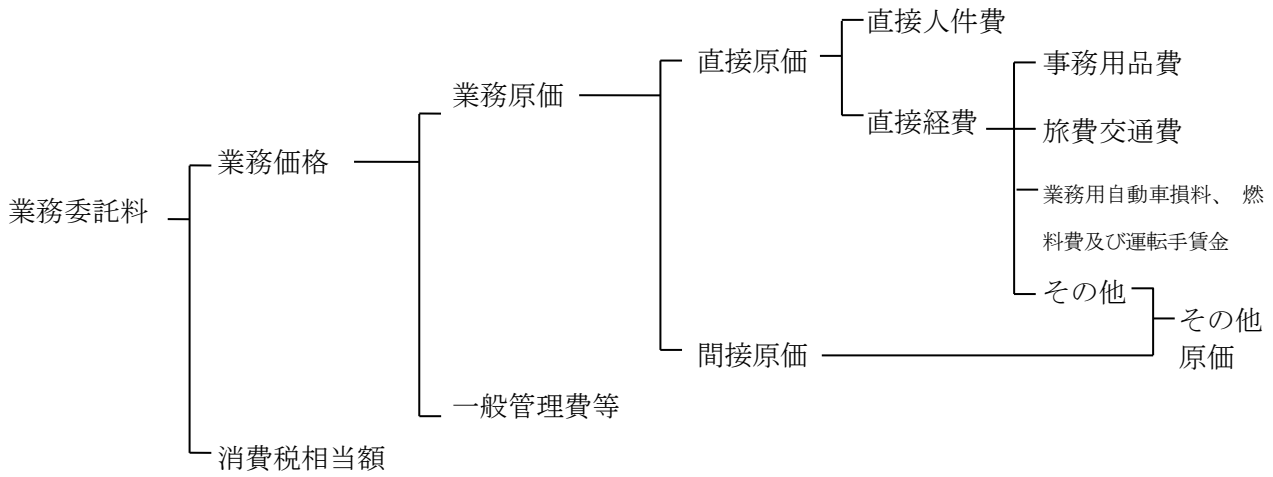 直接人件費
直接原価
事務用品費
業務原価
直接経費
旅費交通費
業務価格
業務用自動車損料、 燃
料費及び運転手賃金
業務委託料
その他
その他
原価
間接原価
一般管理費等
消費税相当額